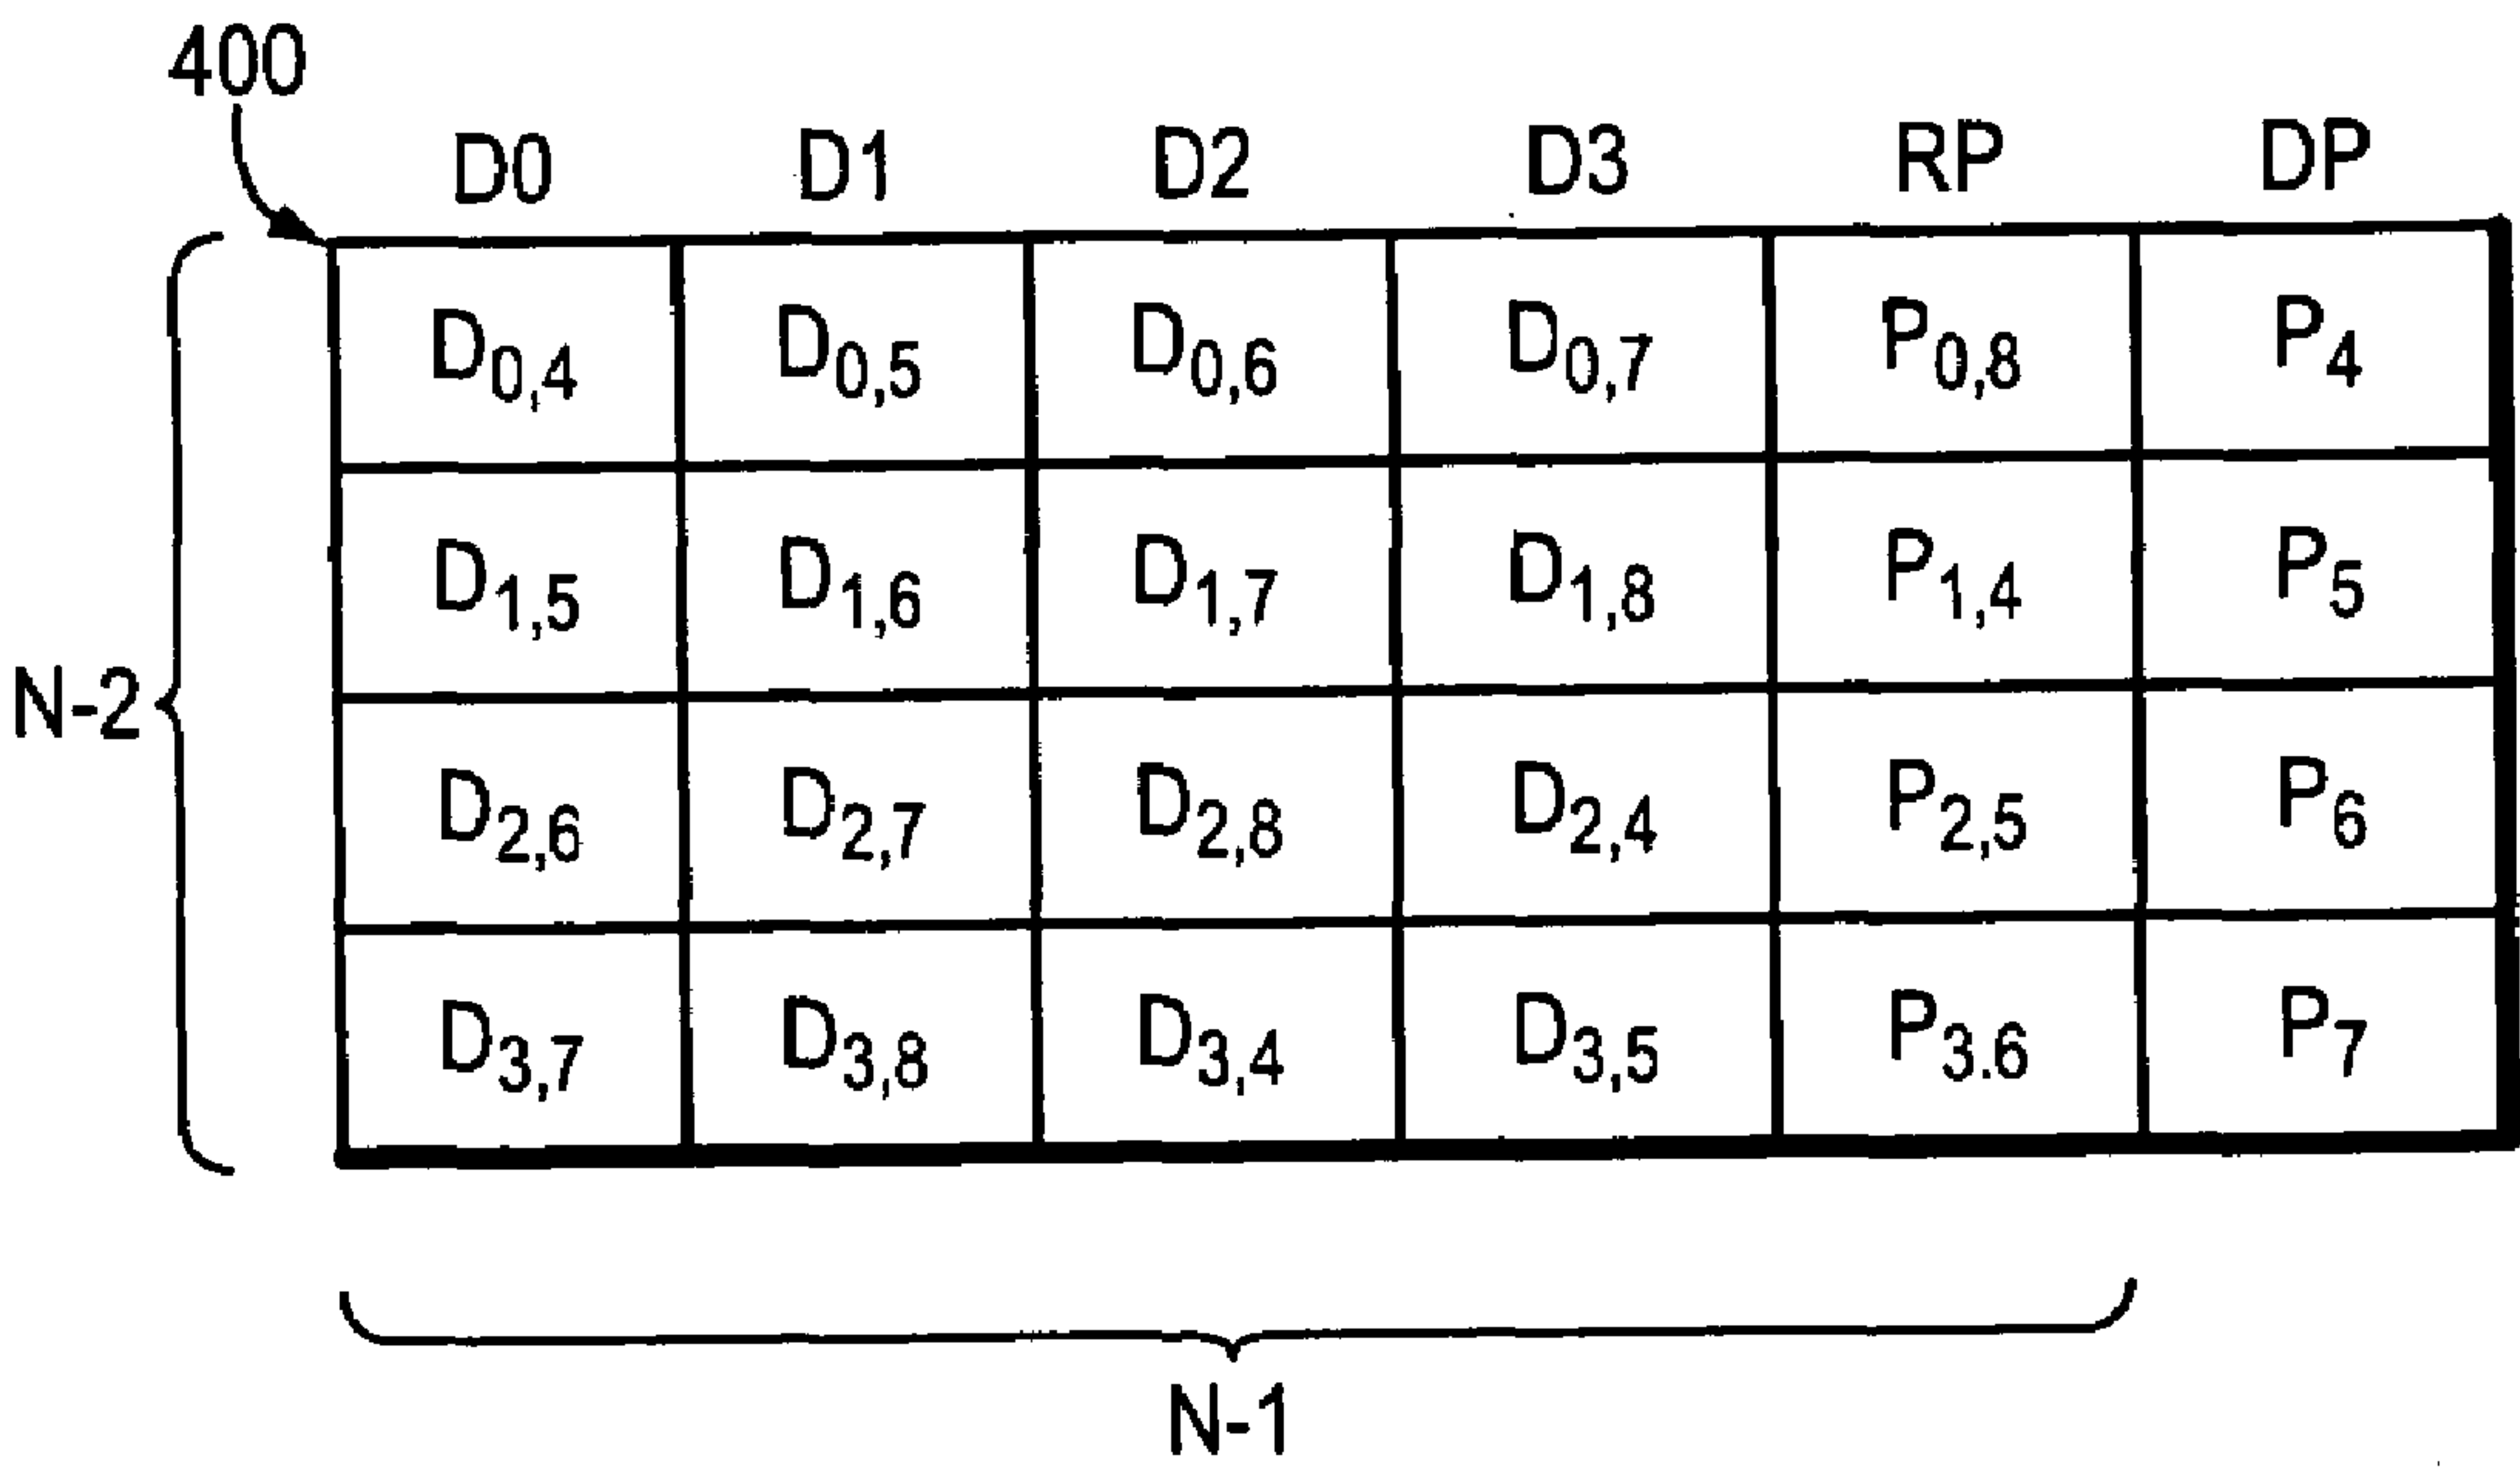 400
D0 D1 D2 D3 RP DP
D0,4 D0,5 D0,6 D0,7 P0,8 P4
D1,5 D1,6 D1,7 D1,8 P1,4 P5
N-2
D2,6 D2,7 D2,8 D2,4 P2,5 P6
D3,7 D3,8 D3,4 D3,5 P3.6 P7
N-1